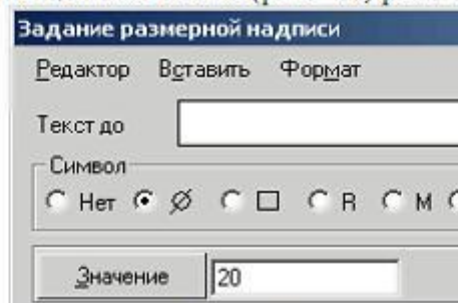 Задание размерной надписи
Редактор Вставить Формат
Текст до
Символ
Нет Ø □ R M
Значение 20